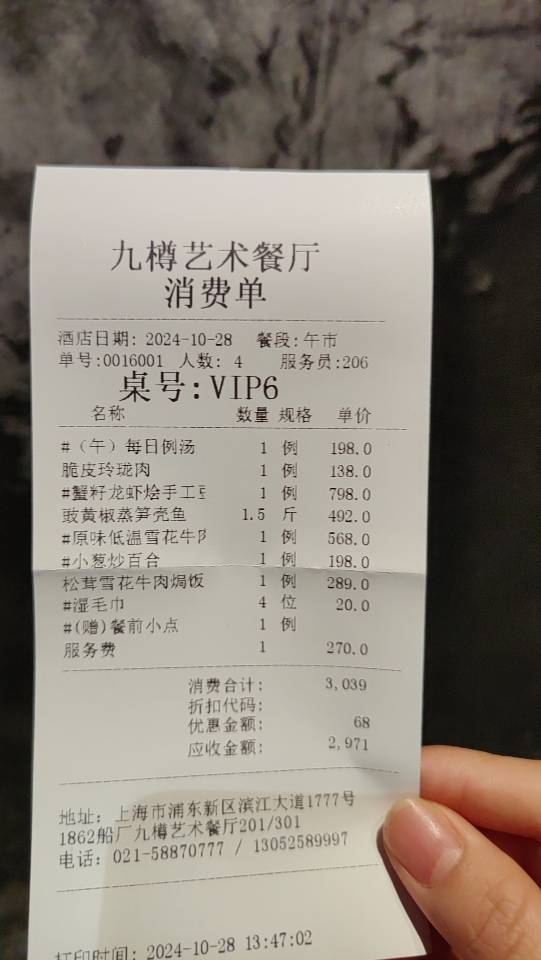 九樽艺术餐厅
消费单
酒店日期: 2024-10-28 餐段:午市
单号:0016001 人数: 4 服务员:206
桌号:VIP6
名称 数量 规格 单价
#（午）每日例汤 1 例 198.0
脆皮玲珑肉 1 例 138.0
#蟹籽龙虾烩手工豆 1 例 798.0
豉黄椒蒸笋壳鱼 1.5 斤 492.0
#原味低温雪花牛肉 1 例 568.0
#小葱炒百合 1 例 198.0
松茸雪花牛肉焗饭 1 例 289.0
#湿毛巾 4 位 20.0
#(赠)餐前小点 1 例
服务费 1 270.0
消费合计: 3,039
折扣代码:
优惠金额: 68
应收金额: 2,971
地址: 上海市浦东新区滨江大道1777号
1862船厂九樽艺术餐厅201/301
电话: 021-58870777 / 13052589997
打印时间: 2024-10-28 13:47:02